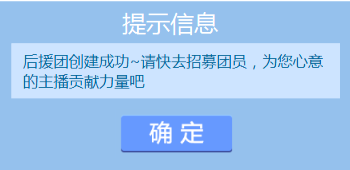 提示信息
后援团创建成功~请快去招募团员，为您心意
的主播贡献力量吧
确 定